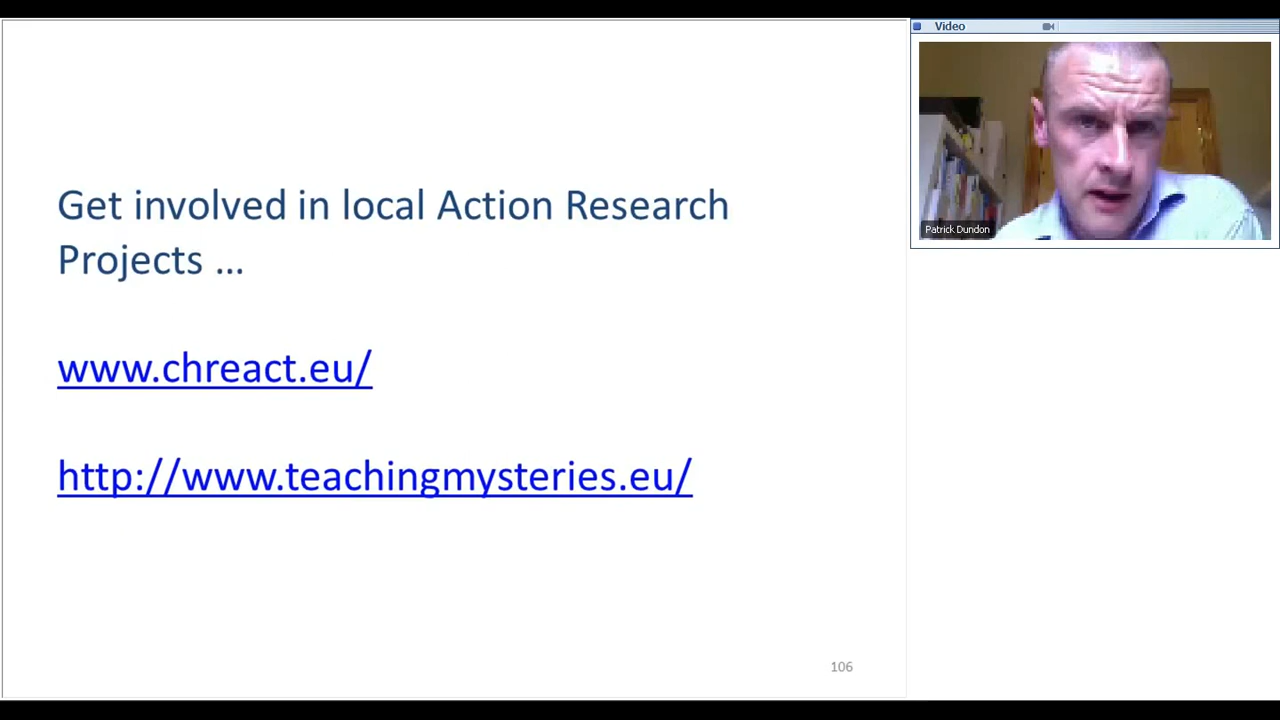 Get involved in local Action Research
Projects ...
www.chreact.eu/
http://www.teachingmysteries.eu/
106
Video
Patrick Dundon